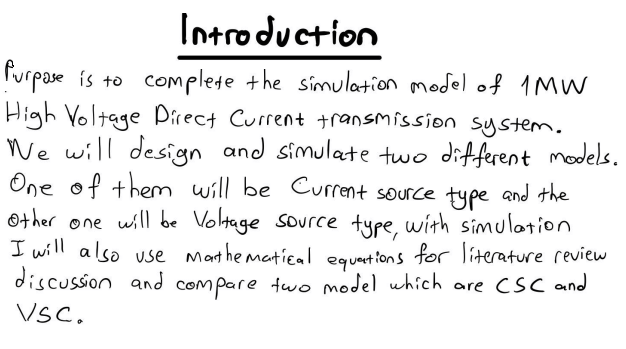 Introduction
Purpose is to complete the simulation model of 1MW
High Voltage Direct Current transmission system.
We will design and simulate two different models.
One of them will be Current source type and the
other one will be Voltage source type, with simulation
I will also use mathematical equations for literature review
discussion and compare two model which are CSC and
VSC.